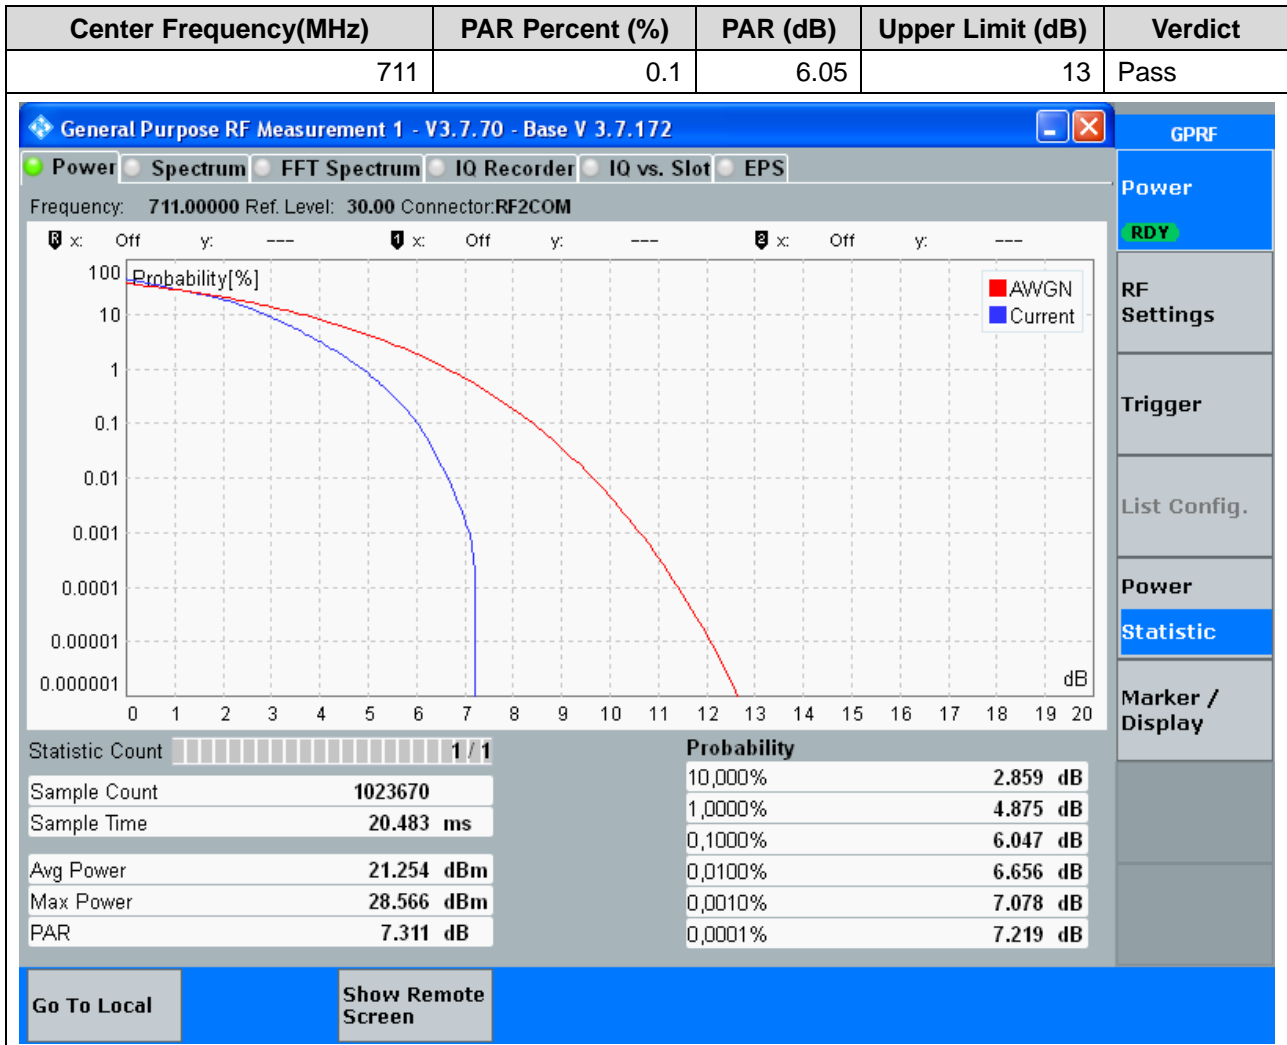 Center Frequency(MHz) PAR Percent (%) PAR (dB) Upper Limit (dB) Verdict
711 0.1 6.05 13 Pass
General Purpose RF Measurement 1 - V3.7.70 - Base V 3.7.172
GPRF
Power Spectrum FFT Spectrum IQ Recorder IQ vs. Slot EPS
Frequency: 711.00000 Ref. Level: 30.00 Connector:RF2COM
R x: Off y: --- 1 x: Off y: --- 2 x: Off y: ---
Probability[%]
AWGN
Current
100
10
1
0.1
0.01
0.001
0.0001
0.00001
0.000001
dB
0 1 2 3 4 5 6 7 8 9 10 11 12 13 14 15 16 17 18 19 20
Statistic Count 1 / 1
Sample Count 1023670
Sample Time 20.483 ms
Avg Power 21.254 dBm
Max Power 28.566 dBm
PAR 7.311 dB
Probability
10,000% 2.859 dB
1,0000% 4.875 dB
0,1000% 6.047 dB
0,0100% 6.656 dB
0,0010% 7.078 dB
0,0001% 7.219 dB
Power
RDY
RF
Settings
Trigger
List Config.
Power
Statistic
Marker /
Display
Go To Local
Show Remote
Screen